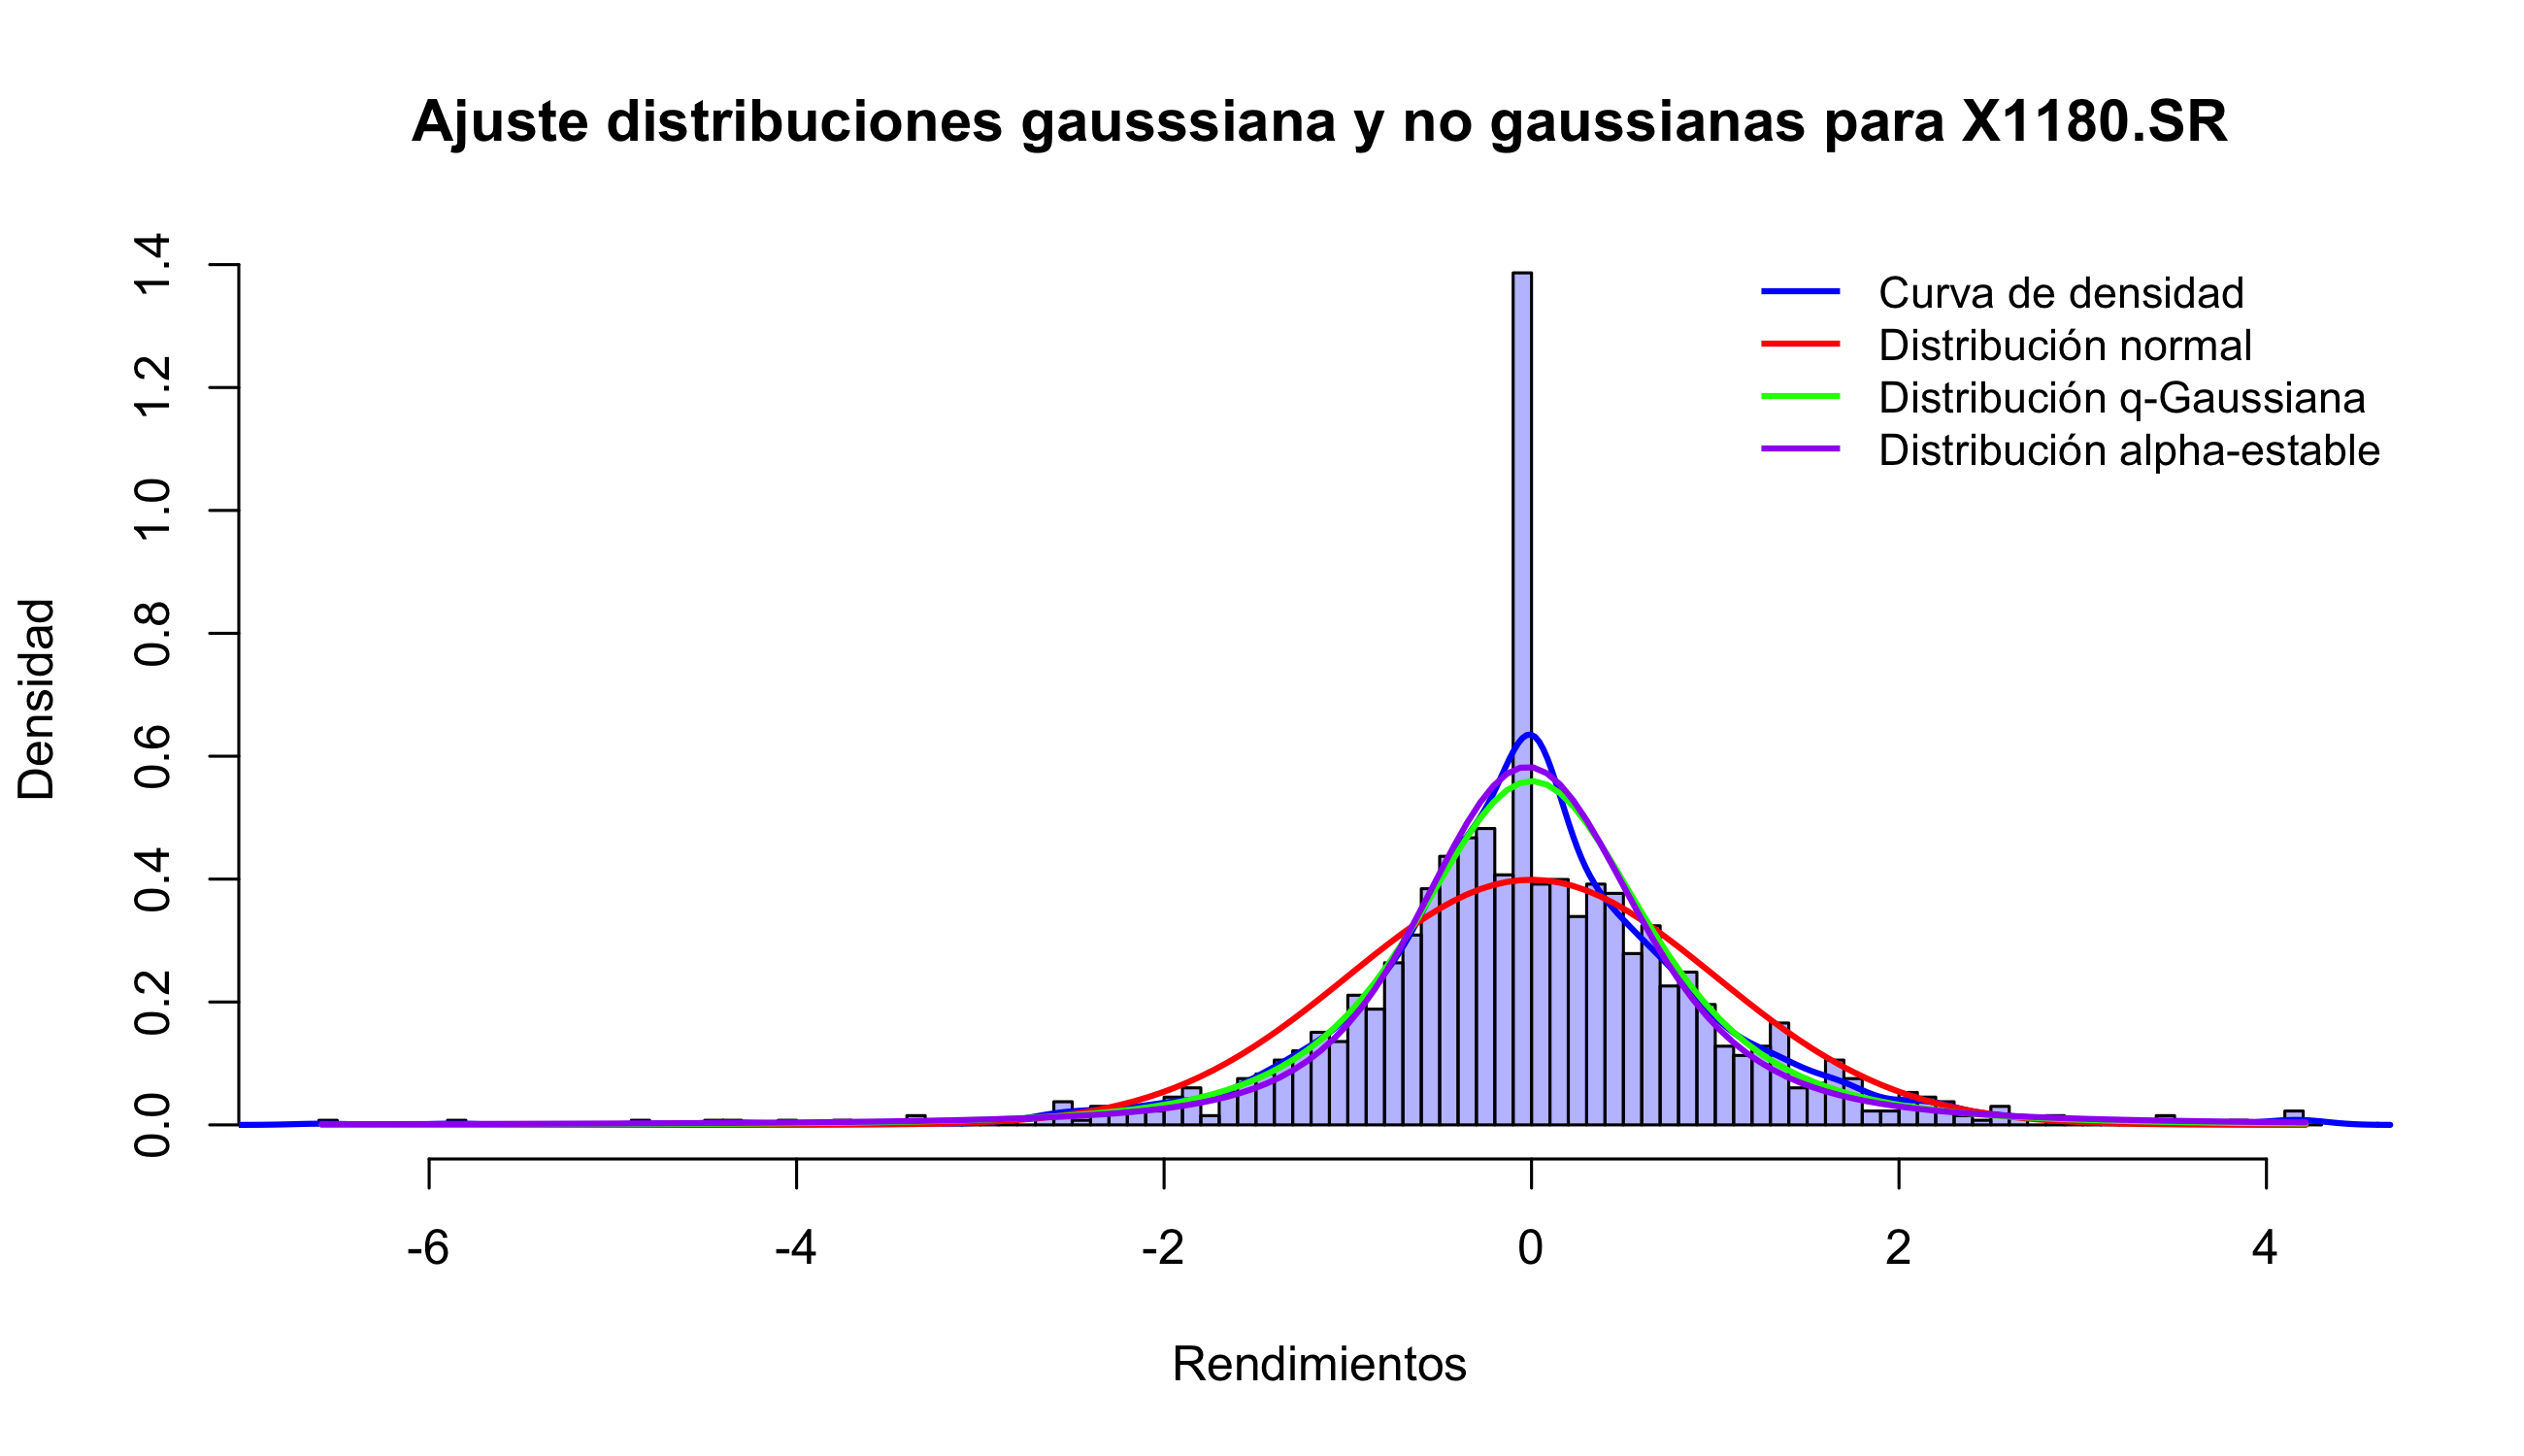 Ajuste distribuciones gausssiana y no gaussianas para X1180.SR
Curva de densidad
Distribución normal
Distribución q-Gaussiana
Distribución alpha-estable
Densidad
1.4
1.2
1.0
0.8
0.6
0.4
0.2
0.0
-6 -4 -2 0 2 4
Rendimientos